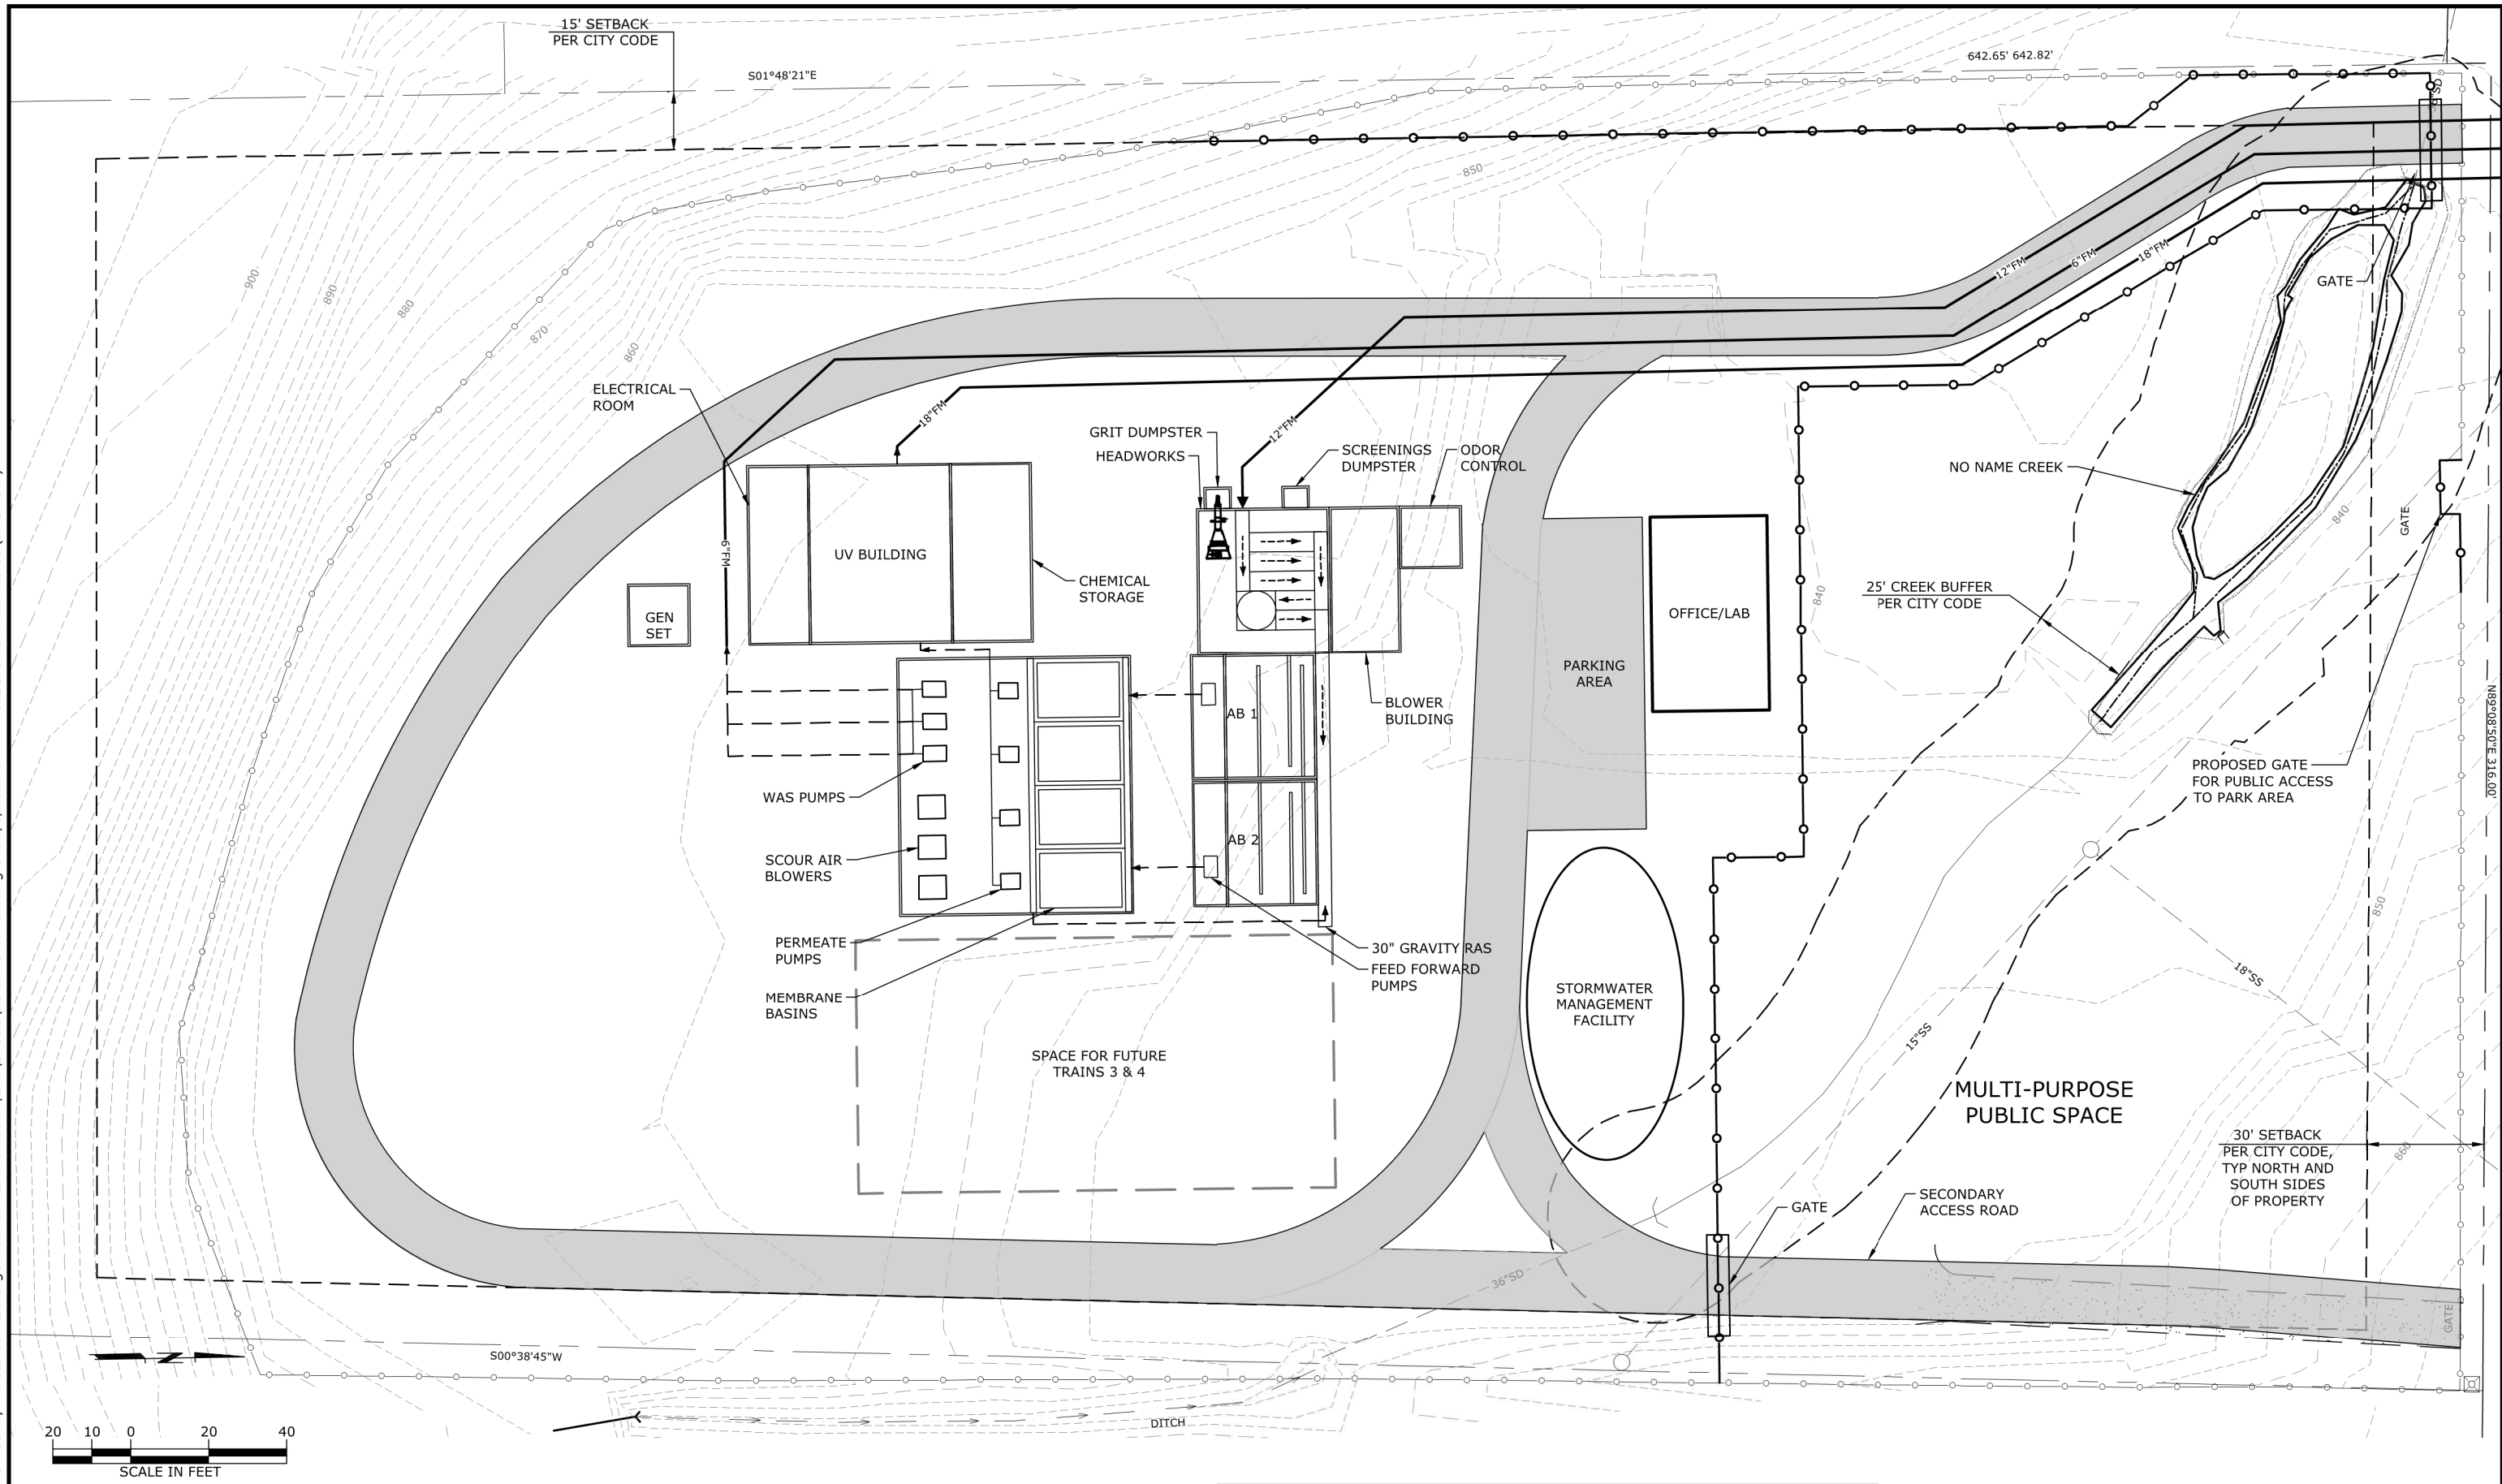 15' SETBACK
PER CITY CODE
S01°48'21"E
642.65' 642.82'
850
900
890
880
870
860
12"FM
6"FM
18"FM
GATE
ELECTRICAL
ROOM
18"FM
12"FM
GRIT DUMPSTER
HEADWORKS
SCREENINGS
DUMPSTER
ODOR
CONTROL
NO NAME CREEK
840
GATE
6"FM
UV BUILDING
CHEMICAL
STORAGE
GEN
SET
OFFICE/LAB
840
25' CREEK BUFFER
PER CITY CODE
PARKING
AREA
BLOWER
BUILDING
AB 1
N89°08'50"E 316.00'
PROPOSED GATE
FOR PUBLIC ACCESS
TO PARK AREA
WAS PUMPS
AB 2
SCOUR AIR
BLOWERS
850
PERMEATE
PUMPS
30" GRAVITY RAS
FEED FORWARD
PUMPS
MEMBRANE
BASINS
STORMWATER
MANAGEMENT
FACILITY
18"SS
15"SS
SPACE FOR FUTURE
TRAINS 3 & 4
MULTI-PURPOSE
PUBLIC SPACE
30' SETBACK
PER CITY CODE,
TYP NORTH AND
SOUTH SIDES
OF PROPERTY
860
SECONDARY
ACCESS ROAD
GATE
36"SD
GATE
S00°38'45"W
DITCH
20 10 0 20 40
SCALE IN FEET